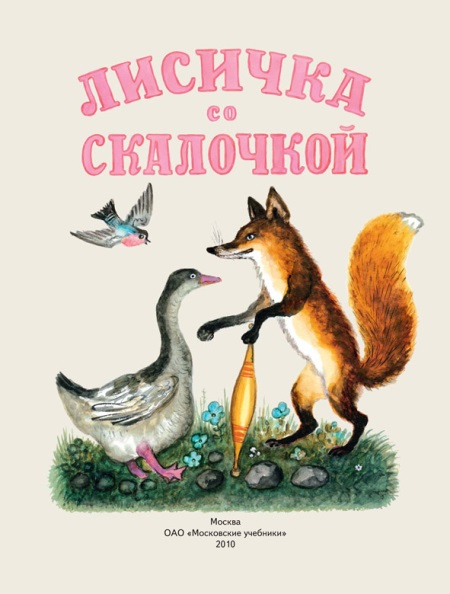 ЛИСИЧКА
со
СКАЛОЧКОЙ
Москва
ОАО «Московские учебники»
2010